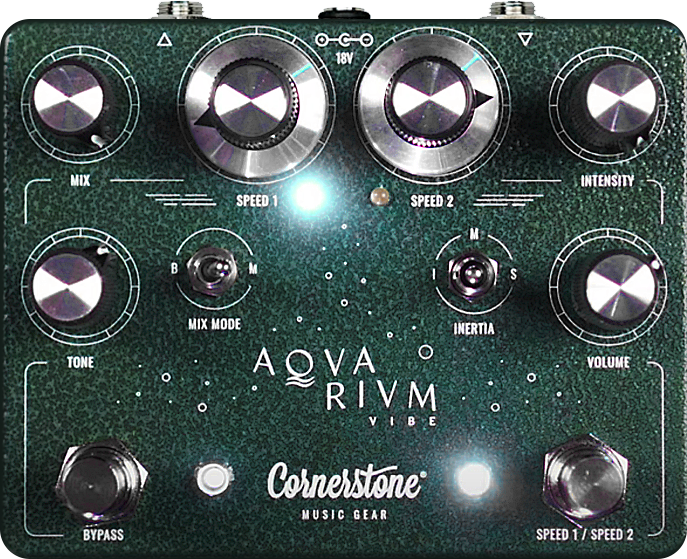 18V
MIX
SPEED 1
SPEED 2
INTENSITY
B M
M
I S
MIX MODE
INERTIA
TONE
VOLUME
AQVA
RIVM
VIBE
Cornerstone®
MUSIC GEAR
BYPASS
SPEED 1 / SPEED 2